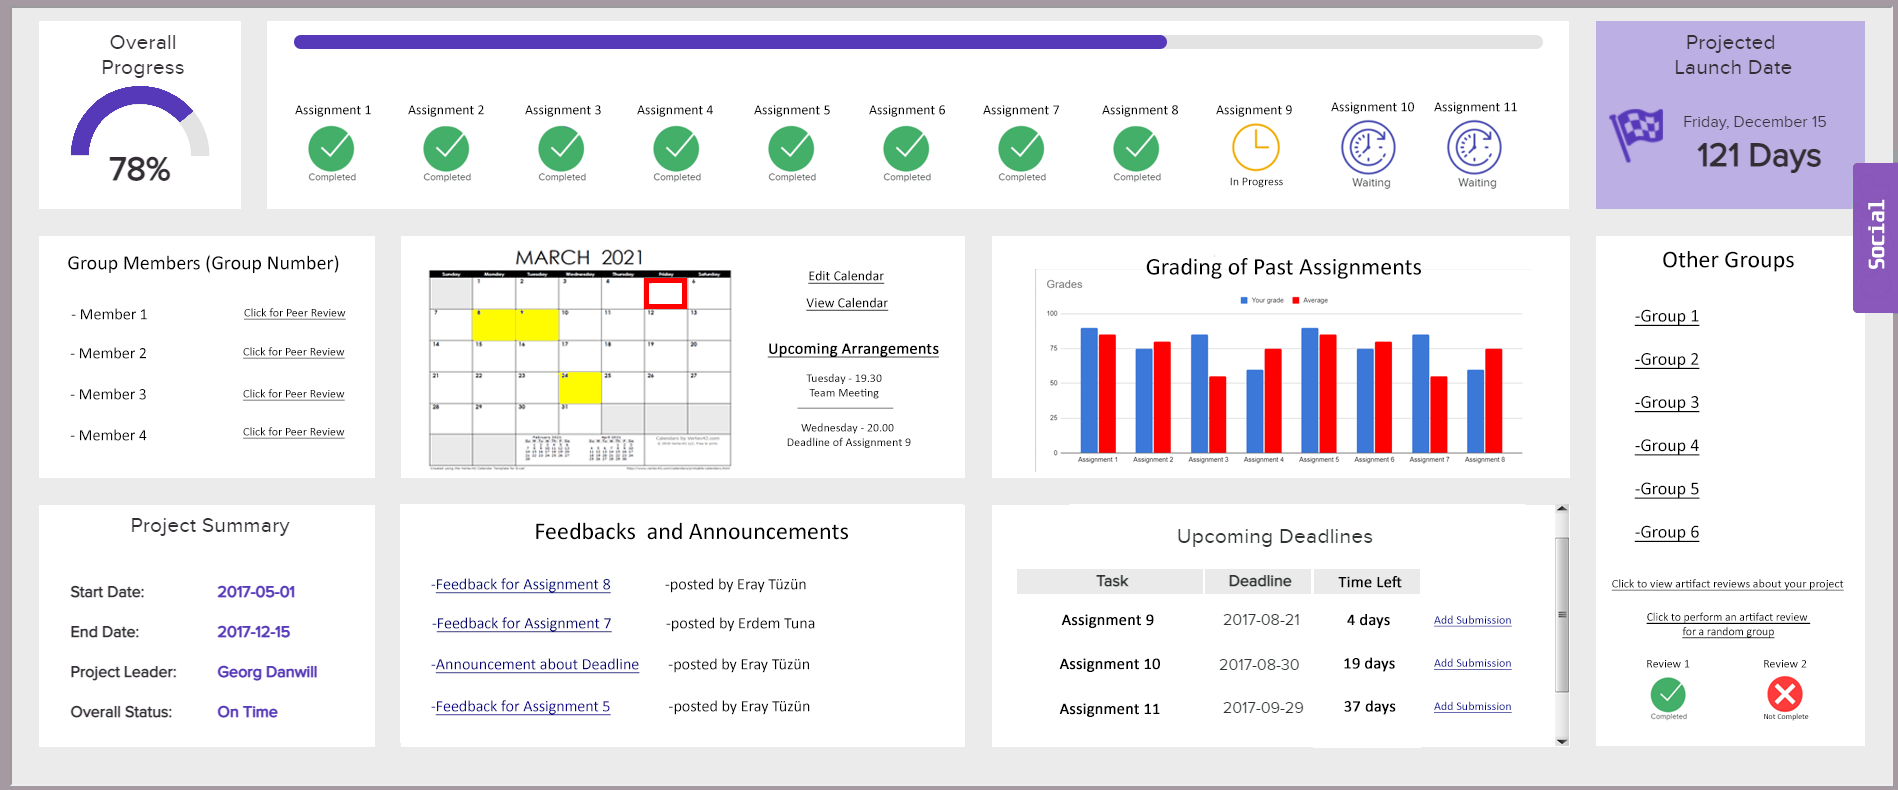 Overall
Progress
78%
Assignment 1
Assignment 2
Assignment 3
Assignment 4
Assignment 5
Assignment 6
Assignment 7
Assignment 8
Assignment 9
Assignment 10
Assignment 11
Completed
Completed
Completed
Completed
Completed
Completed
Completed
Completed
In Progress
Waiting
Waiting
Projected
Launch Date
Friday, December 15
121 Days
Social
Group Members (Group Number)
- Member 1 Click for Peer Review
- Member 2 Click for Peer Review
- Member 3 Click for Peer Review
- Member 4 Click for Peer Review
MARCH 2021
Sunday Monday Tuesday Wednesday Thursday Friday Saturday
1 2 3 4 6
7 8 9 10 11 12 13
14 15 16 17 18 19 20
21 22 23 24 25 26 27
28 29 30 31
February 2021
April 2021
Calendars by Vertex42.com
Edit Calendar
View Calendar
Upcoming Arrangements
Tuesday - 19.30
Team Meeting
Wednesday - 20.00
Deadline of Assignment 9
Grading of Past Assignments
Grades
Your grade Average
100
75
50
25
0
Assignment 1 Assignment 2 Assignment 3 Assignment 4 Assignment 5 Assignment 6 Assignment 7 Assignment 8
Other Groups
-Group 1
-Group 2
-Group 3
-Group 4
-Group 5
-Group 6
Click to view artifact reviews about your project
Click to perform an artifact review
for a random group
Review 1 Review 2
Completed Not Complete
Project Summary
Start Date: 2017-05-01
End Date: 2017-12-15
Project Leader: Georg Danwill
Overall Status: On Time
Feedbacks and Announcements
-Feedback for Assignment 8 -posted by Eray Tüzün
-Feedback for Assignment 7 -posted by Erdem Tuna
-Announcement about Deadline -posted by Eray Tüzün
-Feedback for Assignment 5 -posted by Eray Tüzün
Upcoming Deadlines
Task Deadline Time Left
Assignment 9 2017-08-21 4 days Add Submission
Assignment 10 2017-08-30 19 days Add Submission
Assignment 11 2017-09-29 37 days Add Submission